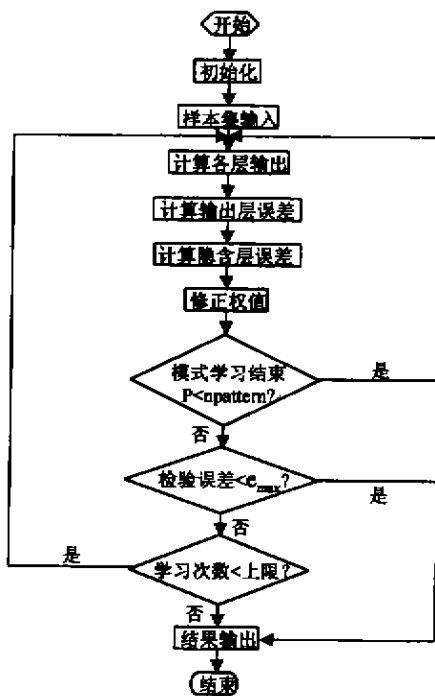 开始
初始化
样本集输入
计算各层输出
计算输出层误差
计算隐含层误差
修正权值
模式学习结束
P<npattern?
是
否
检验误差<e_max?
是
否
学习次数<上限?
是
否
结果输出
结束